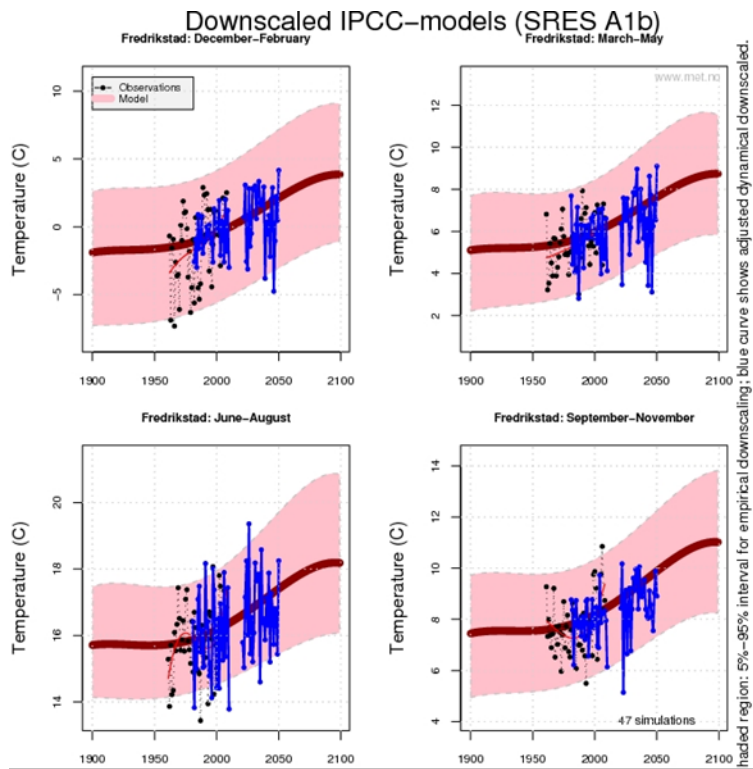 Downscaled IPCC−models (SRES A1b)
Fredrikstad: December−February
Fredrikstad: March−May
Observations
Model
www.met.no
Temperature (C)
10
5
0
−5
1900 1950 2000 2050 2100
Temperature (C)
12
10
8
6
4
2
1900 1950 2000 2050 2100
Fredrikstad: June−August
Fredrikstad: September−November
Temperature (C)
20
18
16
14
1900 1950 2000 2050 2100
Temperature (C)
14
12
10
8
6
4
47 simulations
1900 1950 2000 2050 2100
haded region: 5%−95% interval for empirical downscaling; blue curve shows adjusted dynamical downscaled.